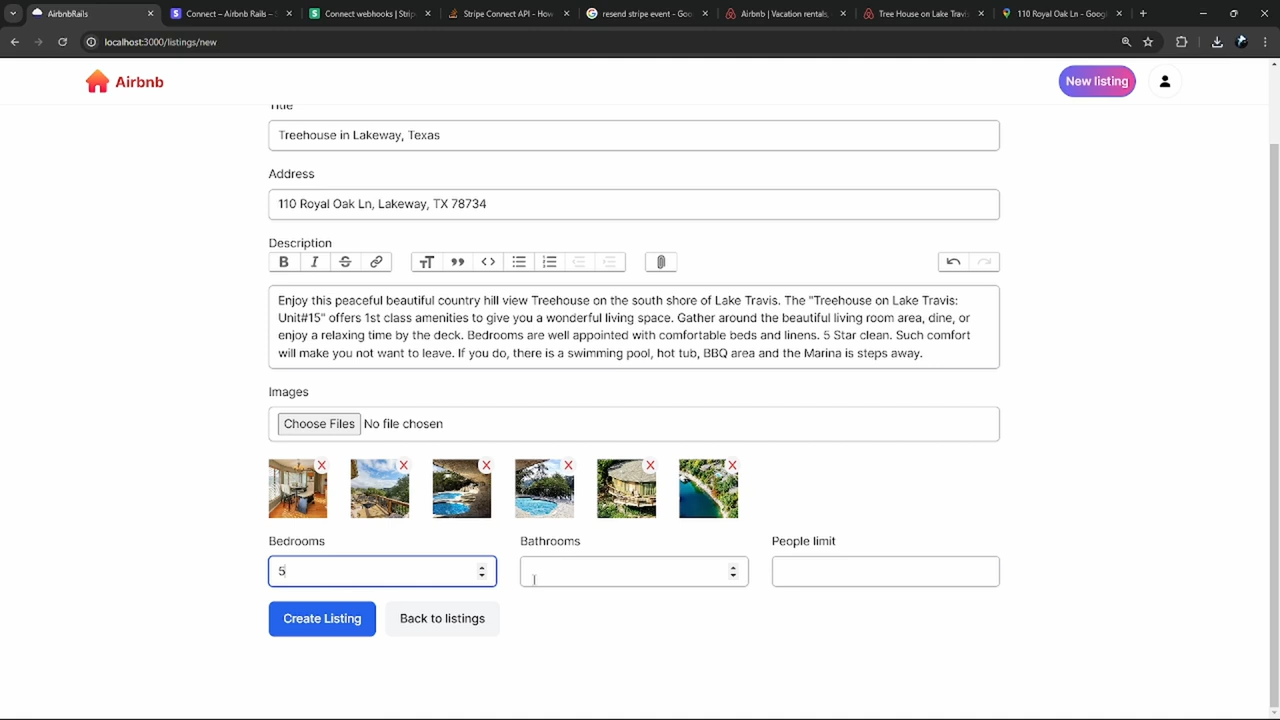 AirbnbRails
Connect – Airbnb Rails – S
Connect webhooks | Strip
Stripe Connect API - How
resend stripe event - Goo
Airbnb | Vacation rentals,
Tree House on Lake Travis
110 Royal Oak Ln - Googl
localhost:3000/listings/new
Airbnb
New listing
Title
Treehouse in Lakeway, Texas
Address
110 Royal Oak Ln, Lakeway, TX 78734
Description
Enjoy this peaceful beautiful country hill view Treehouse on the south shore of Lake Travis. The "Treehouse on Lake Travis:
Unit#15" offers 1st class amenities to give you a wonderful living space. Gather around the beautiful living room area, dine, or
enjoy a relaxing time by the deck. Bedrooms are well appointed with comfortable beds and linens. 5 Star clean. Such comfort
will make you not want to leave. If you do, there is a swimming pool, hot tub, BBQ area and the Marina is steps away.
Images
Choose Files No file chosen
Bedrooms
Bathrooms
People limit
5
Create Listing
Back to listings